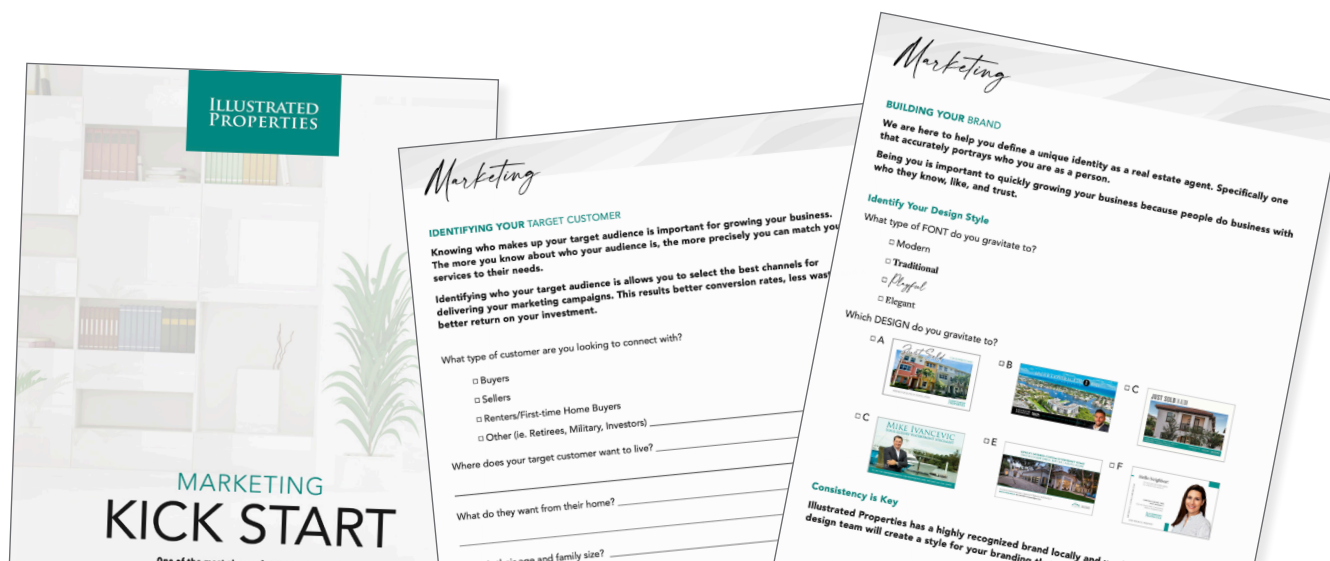 ILLUSTRATED
PROPERTIES
MARKETING
KICK START
Marketing
IDENTIFYING YOUR TARGET CUSTOMER
Knowing who makes up your target audience is important for growing your business.
The more you know about who your audience is, the more precisely you can match
services to their needs.
Identifying who your target audience is allows you to select the best channels for
delivering your marketing campaigns. This results better conversion rates, less
better return on your investment.
What type of customer are you looking to connect with?
Buyers
Sellers
Renters/First-time Home Buyers
Other (ie. Retirees, Military, Investors)
Where does your target customer want to live?
What do they want from their home?
age and family size?
Marketing
BUILDING YOUR BRAND
We are here to help you define a unique identity as a real estate agent. Specifically one
that accurately portrays who you are as a person.
Being you is important to quickly growing your business because people do business with
who they know, like, and trust.
Identify Your Design Style
What type of FONT do you gravitate to?
Modern
Traditional
Playful
Elegant
Which DESIGN do you gravitate to?
A
Just Sold
B
C
JUST SOLD
C
MIKE IVANCEVIC
E
F
Hello Neighbor!
Consistency is Key
Illustrated Properties has a highly recognized brand locally and
design team will create a style for your branding